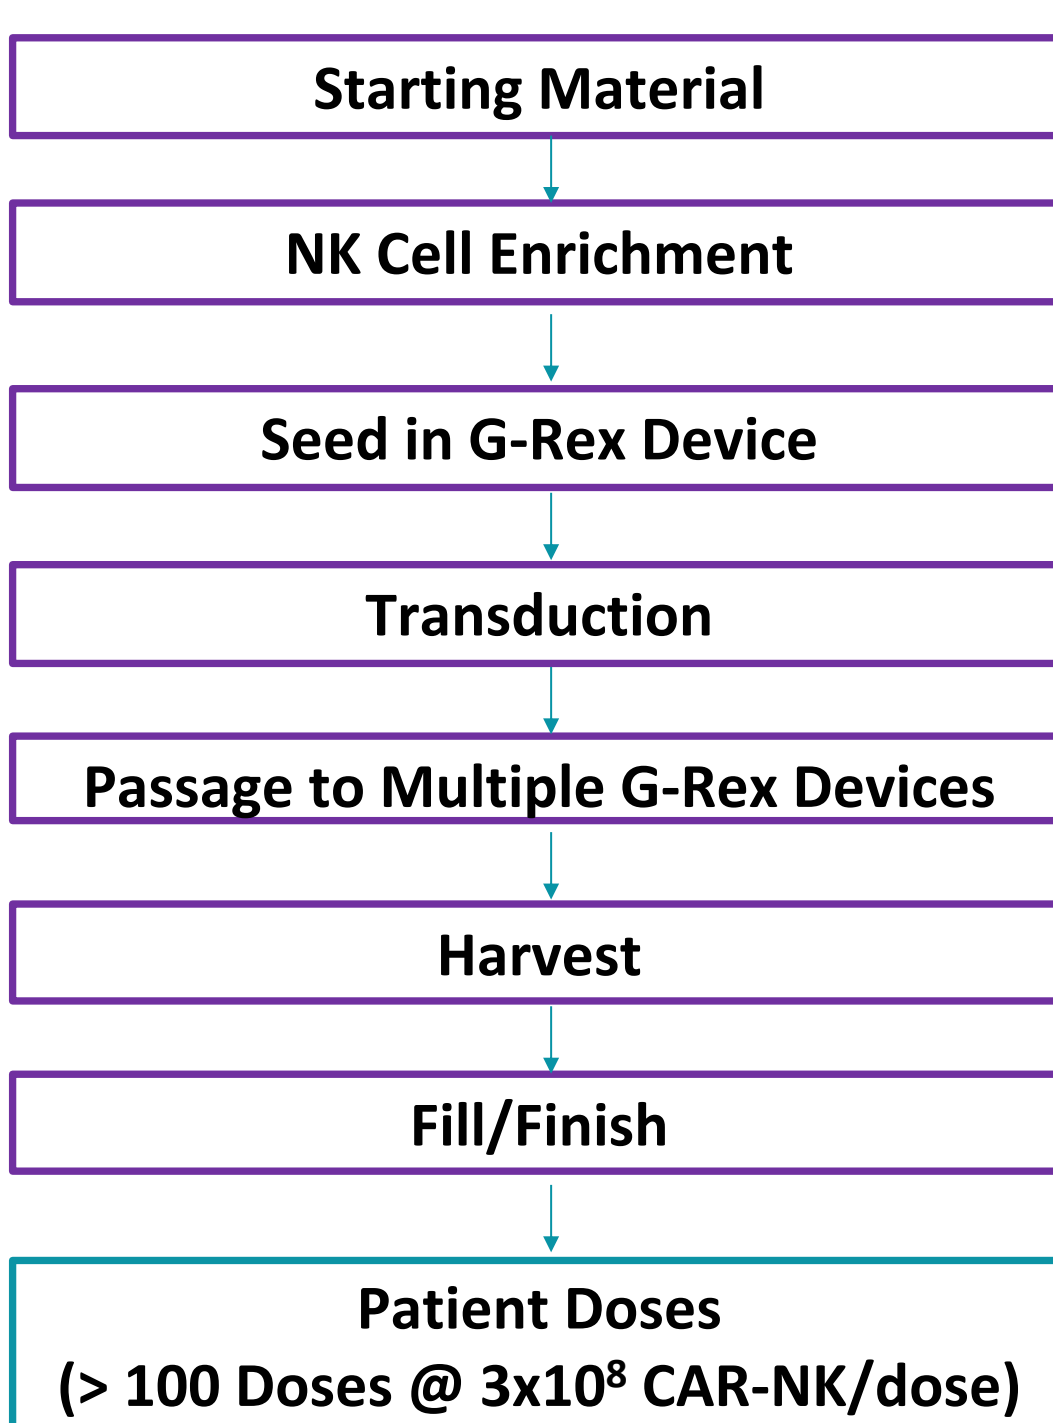 Starting Material
NK Cell Enrichment
Seed in G-Rex Device
Transduction
Passage to Multiple G-Rex Devices
Harvest
Fill/Finish
Patient Doses
(> 100 Doses @ 3x10⁸ CAR-NK/dose)